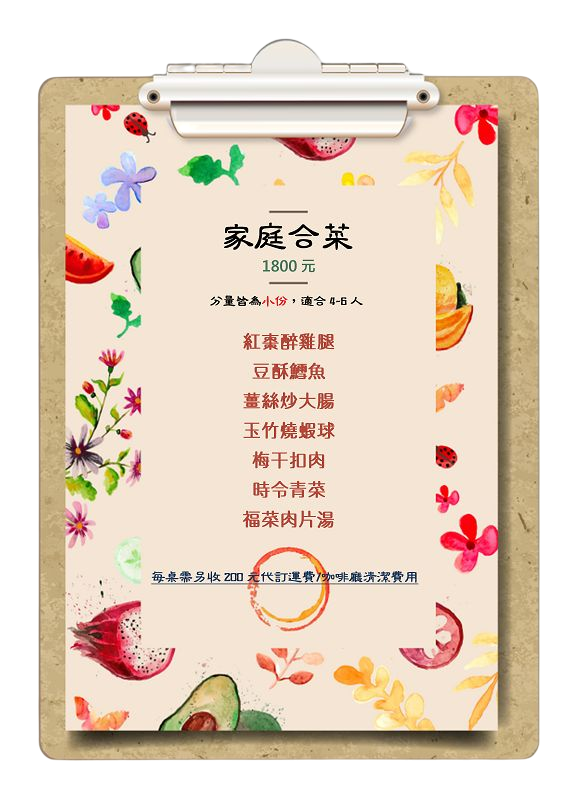 家庭合菜
1800 元
分量皆為小份，適合 4-6 人
紅棗醉雞腿
豆酥鱈魚
薑絲炒大腸
玉竹燒蝦球
梅干扣肉
時令青菜
福菜肉片湯
每桌需另收 200 元代訂運費/咖啡廳清潔費用